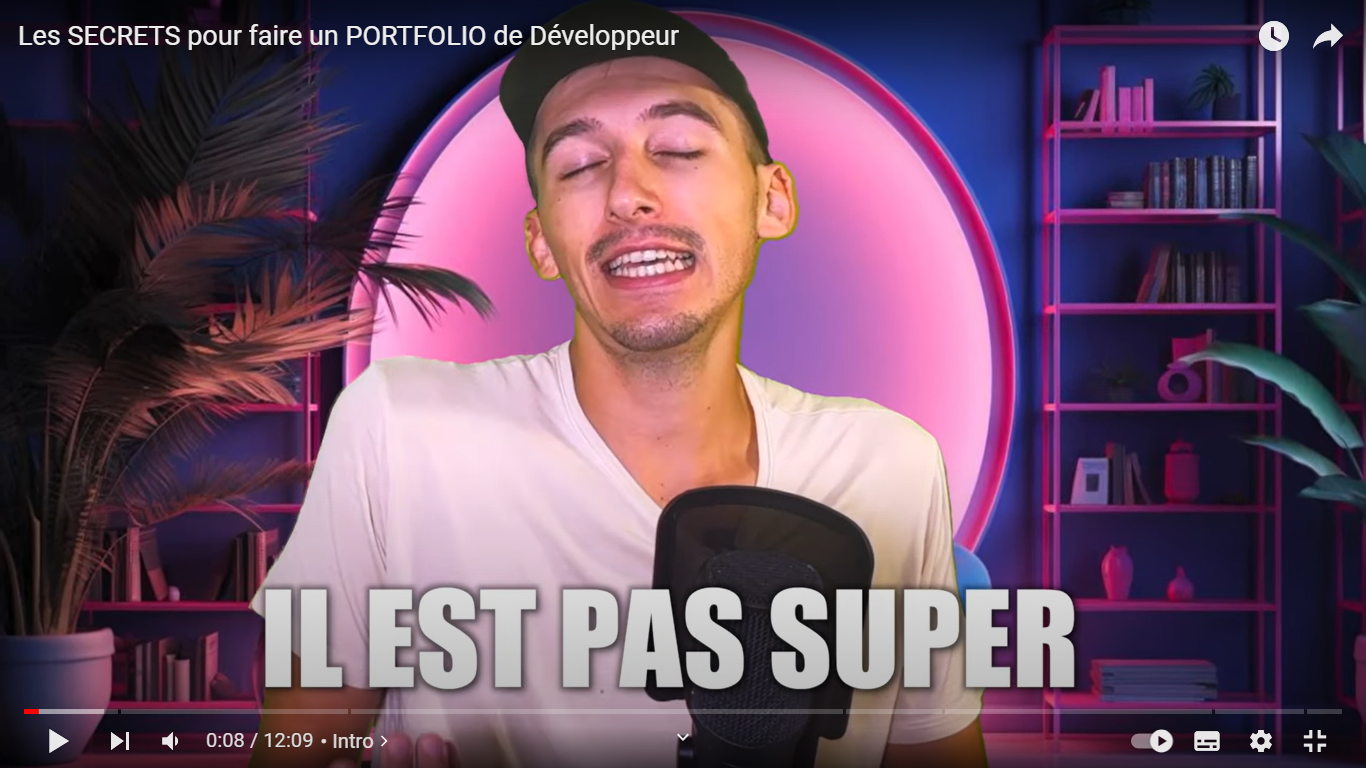 Les SECRETS pour faire un PORTFOLIO de Développeur
IL EST PAS SUPER
0:08 / 12:09 • Intro